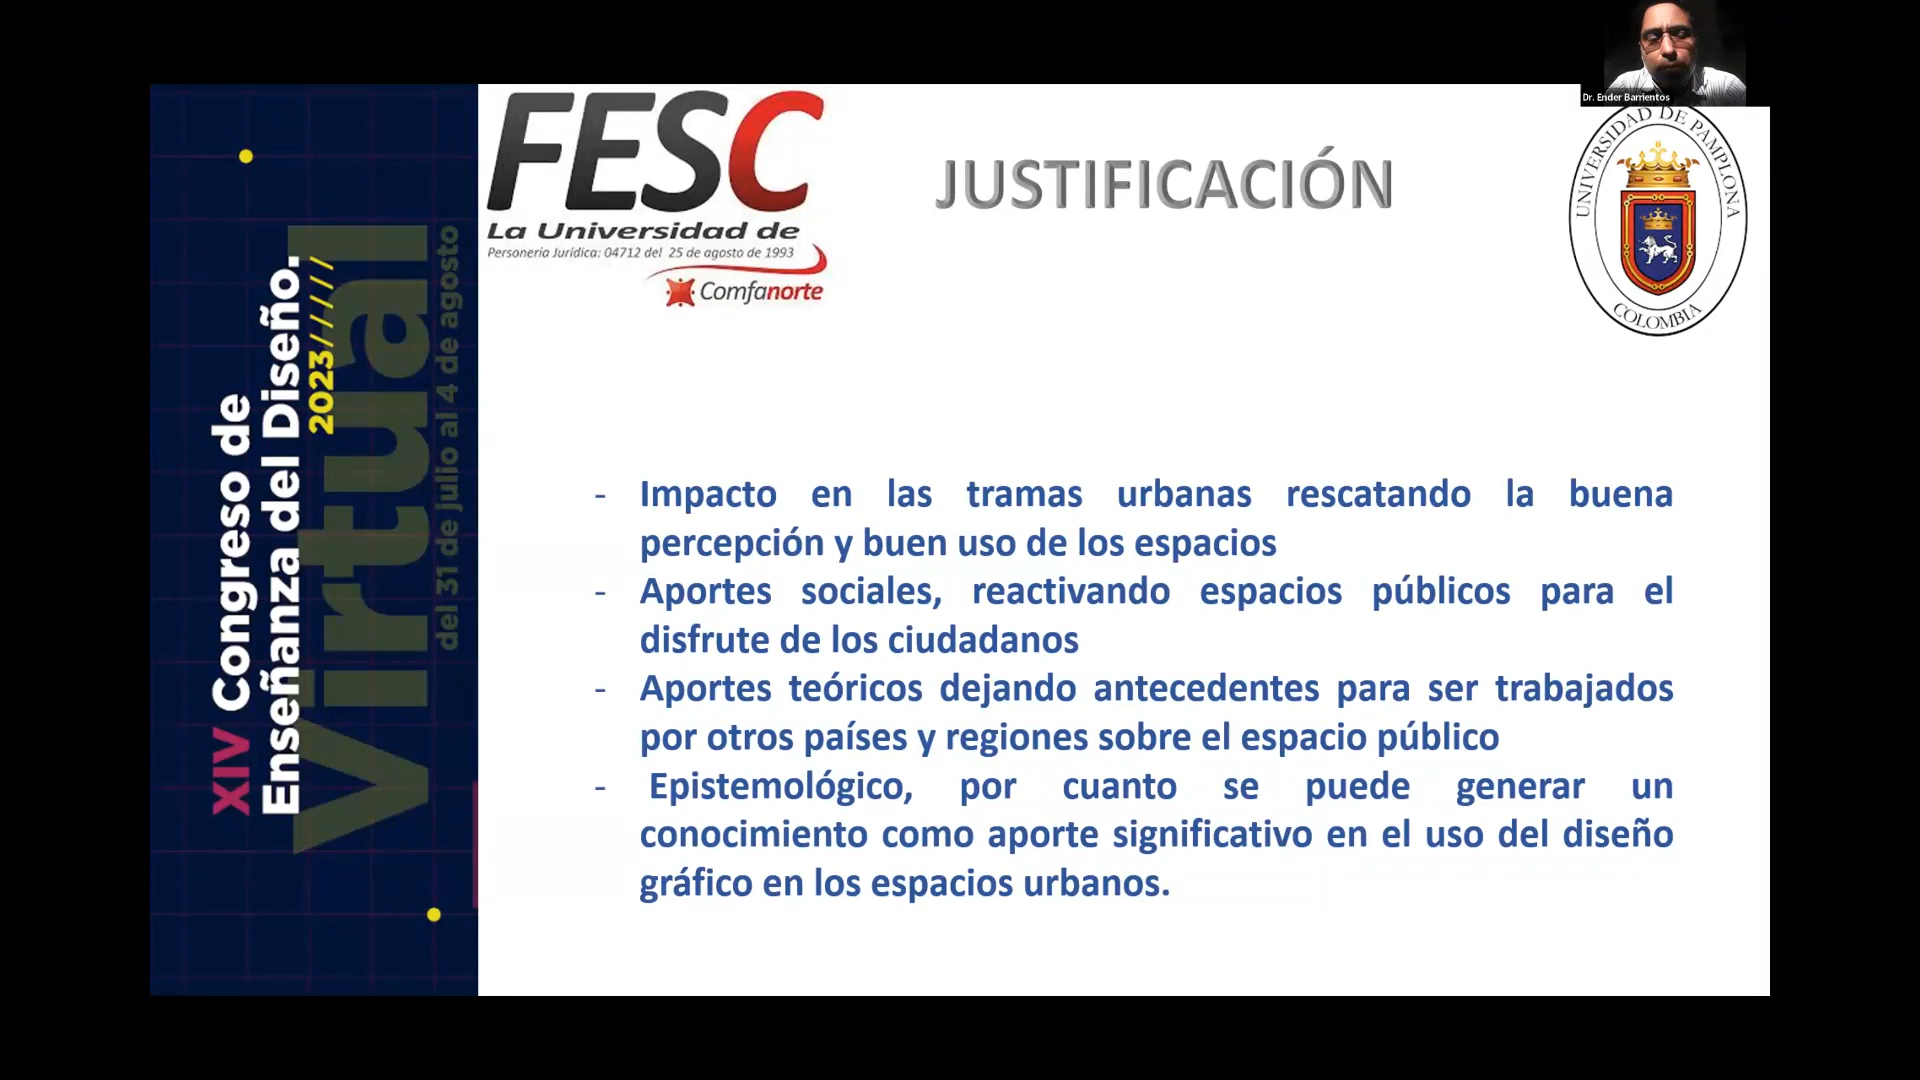 Dr. Ender Barrientos
XIV Congreso de
Enseñanza del Diseño.
2023//////
Virtual
del 31 de julio al 4 de agosto
FESC
La Universidad de
Personería Jurídica: 04712 del 25 de agosto de 1993
Comfanorte
JUSTIFICACIÓN
UNIVERSIDAD DE PAMPLONA
COLOMBIA
- Impacto en las tramas urbanas rescatando la buena
percepción y buen uso de los espacios
- Aportes sociales, reactivando espacios públicos para el
disfrute de los ciudadanos
- Aportes teóricos dejando antecedentes para ser trabajados
por otros países y regiones sobre el espacio público
- Epistemológico, por cuanto se puede generar un
conocimiento como aporte significativo en el uso del diseño
gráfico en los espacios urbanos.